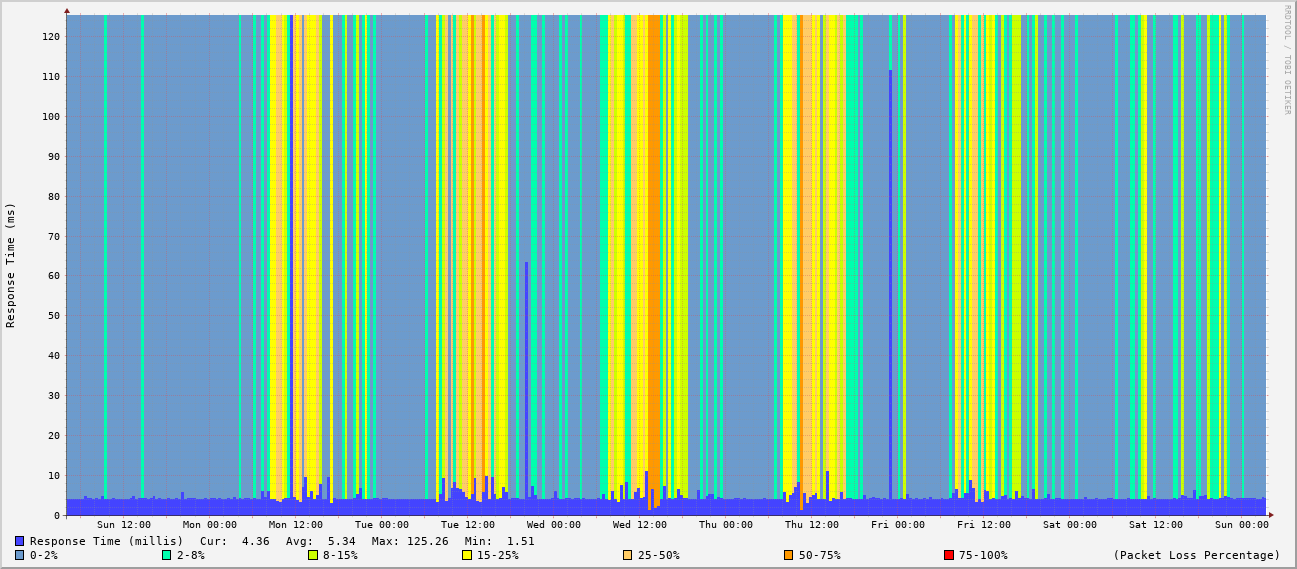 RRDTOOL / TOBI OETIKER
Response Time (ms)
120
110
100
90
80
70
60
50
40
30
20
10
0
Sun 12:00 Mon 00:00 Mon 12:00 Tue 00:00 Tue 12:00 Wed 00:00 Wed 12:00 Thu 00:00 Thu 12:00 Fri 00:00 Fri 12:00 Sat 00:00 Sat 12:00 Sun 00:00
Response Time (millis) Cur: 4.36 Avg: 5.34 Max: 125.26 Min: 1.51
0-2% 2-8% 8-15% 15-25% 25-50% 50-75% 75-100% (Packet Loss Percentage)